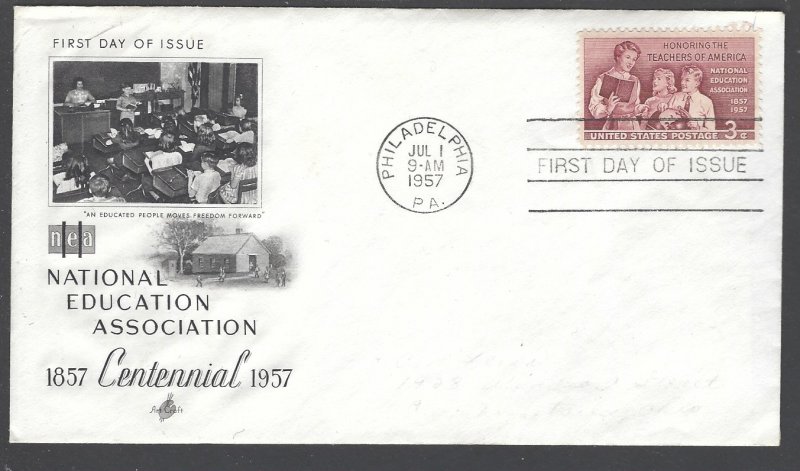 FIRST DAY OF ISSUE
"AN EDUCATED PEOPLE MOVES FREEDOM FORWARD"
nea
NATIONAL
EDUCATION
ASSOCIATION
1857 Centennial 1957
Art Craft
PHILADELPHIA
JUL 1
9-AM
1957
PA.
HONORING THE
TEACHERS OF AMERICA
NATIONAL
EDUCATION
ASSOCIATION
1857
1957
UNITED STATES POSTAGE 3¢
FIRST DAY OF ISSUE